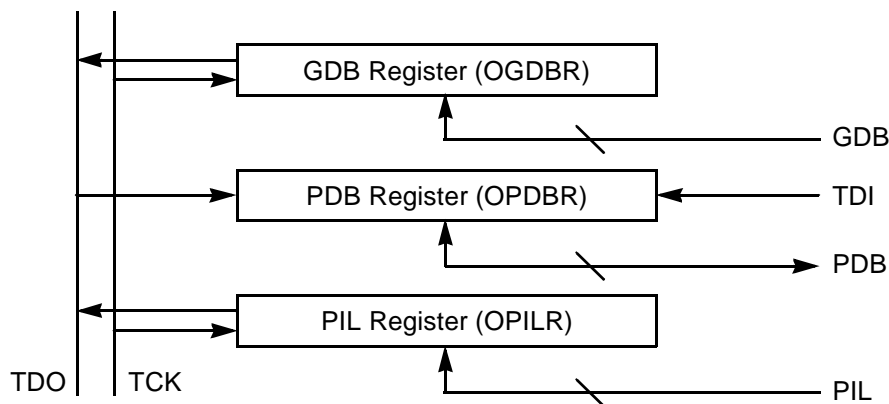 GDB Register (OGDBR)
GDB
PDB Register (OPDBR)
TDI
PDB
PIL Register (OPILR)
TDO
TCK
PIL